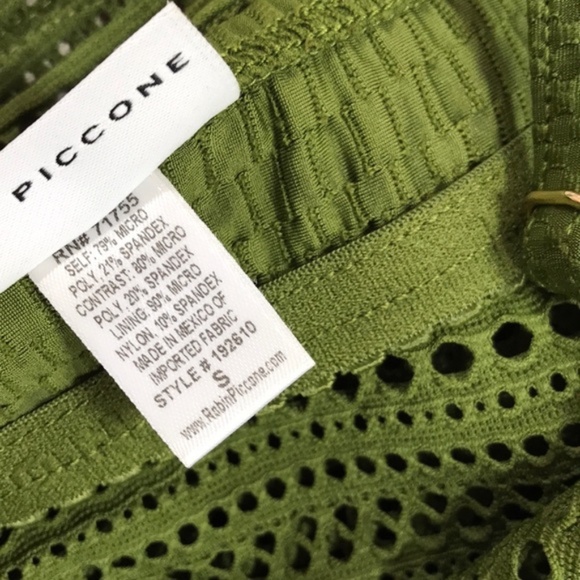 PICCONE
RN# 71755
SELF: 79% MICRO
POLY 21% SPANDEX
CONTRAST: 80% MICRO
POLY, 20% SPANDEX
LINING: 90% MICRO
NYLON, 10% SPANDEX
MADE IN MEXICO OF
IMPORTED FABRIC
STYLE # 192610
S
www.RobinPiccone.com